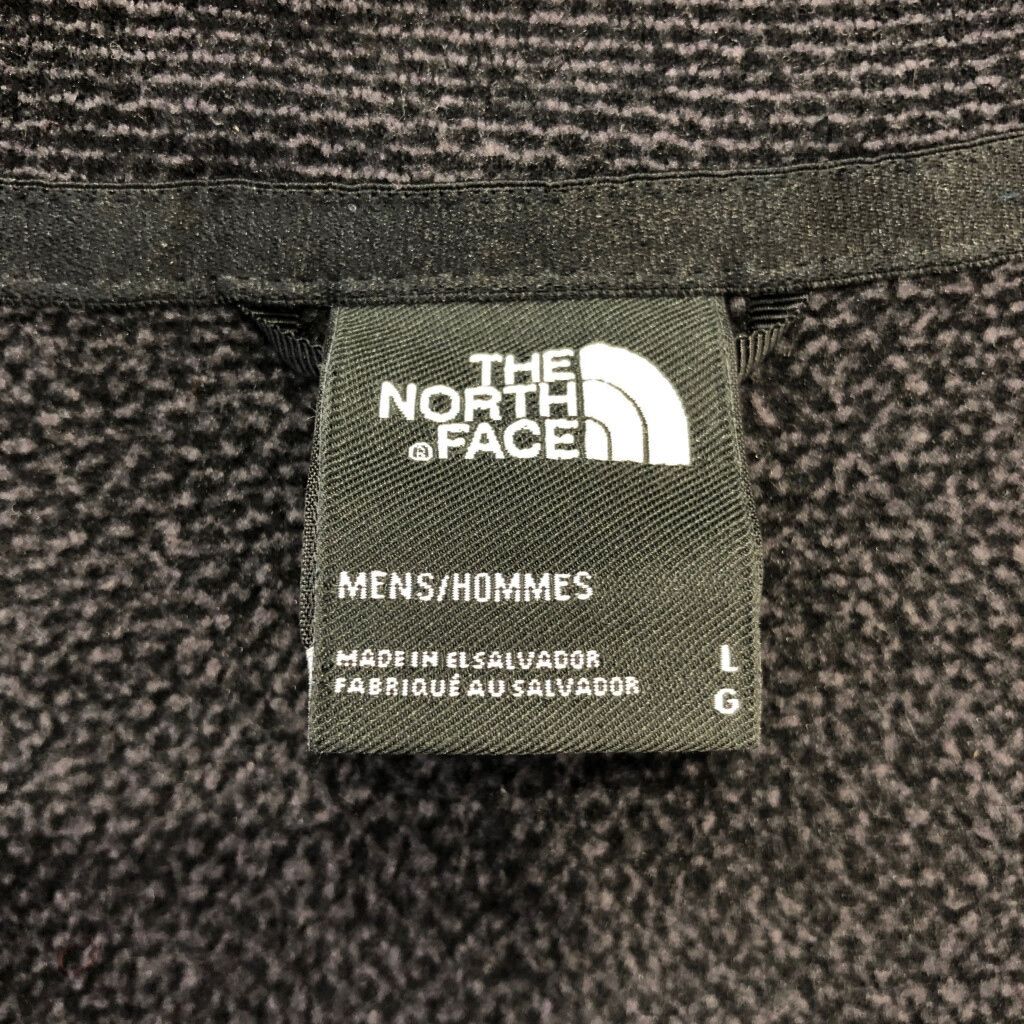 THE
NORTH
®FACE
MENS/HOMMES
MADE IN EL SALVADOR L
FABRIQUÉ AU SALVADOR G